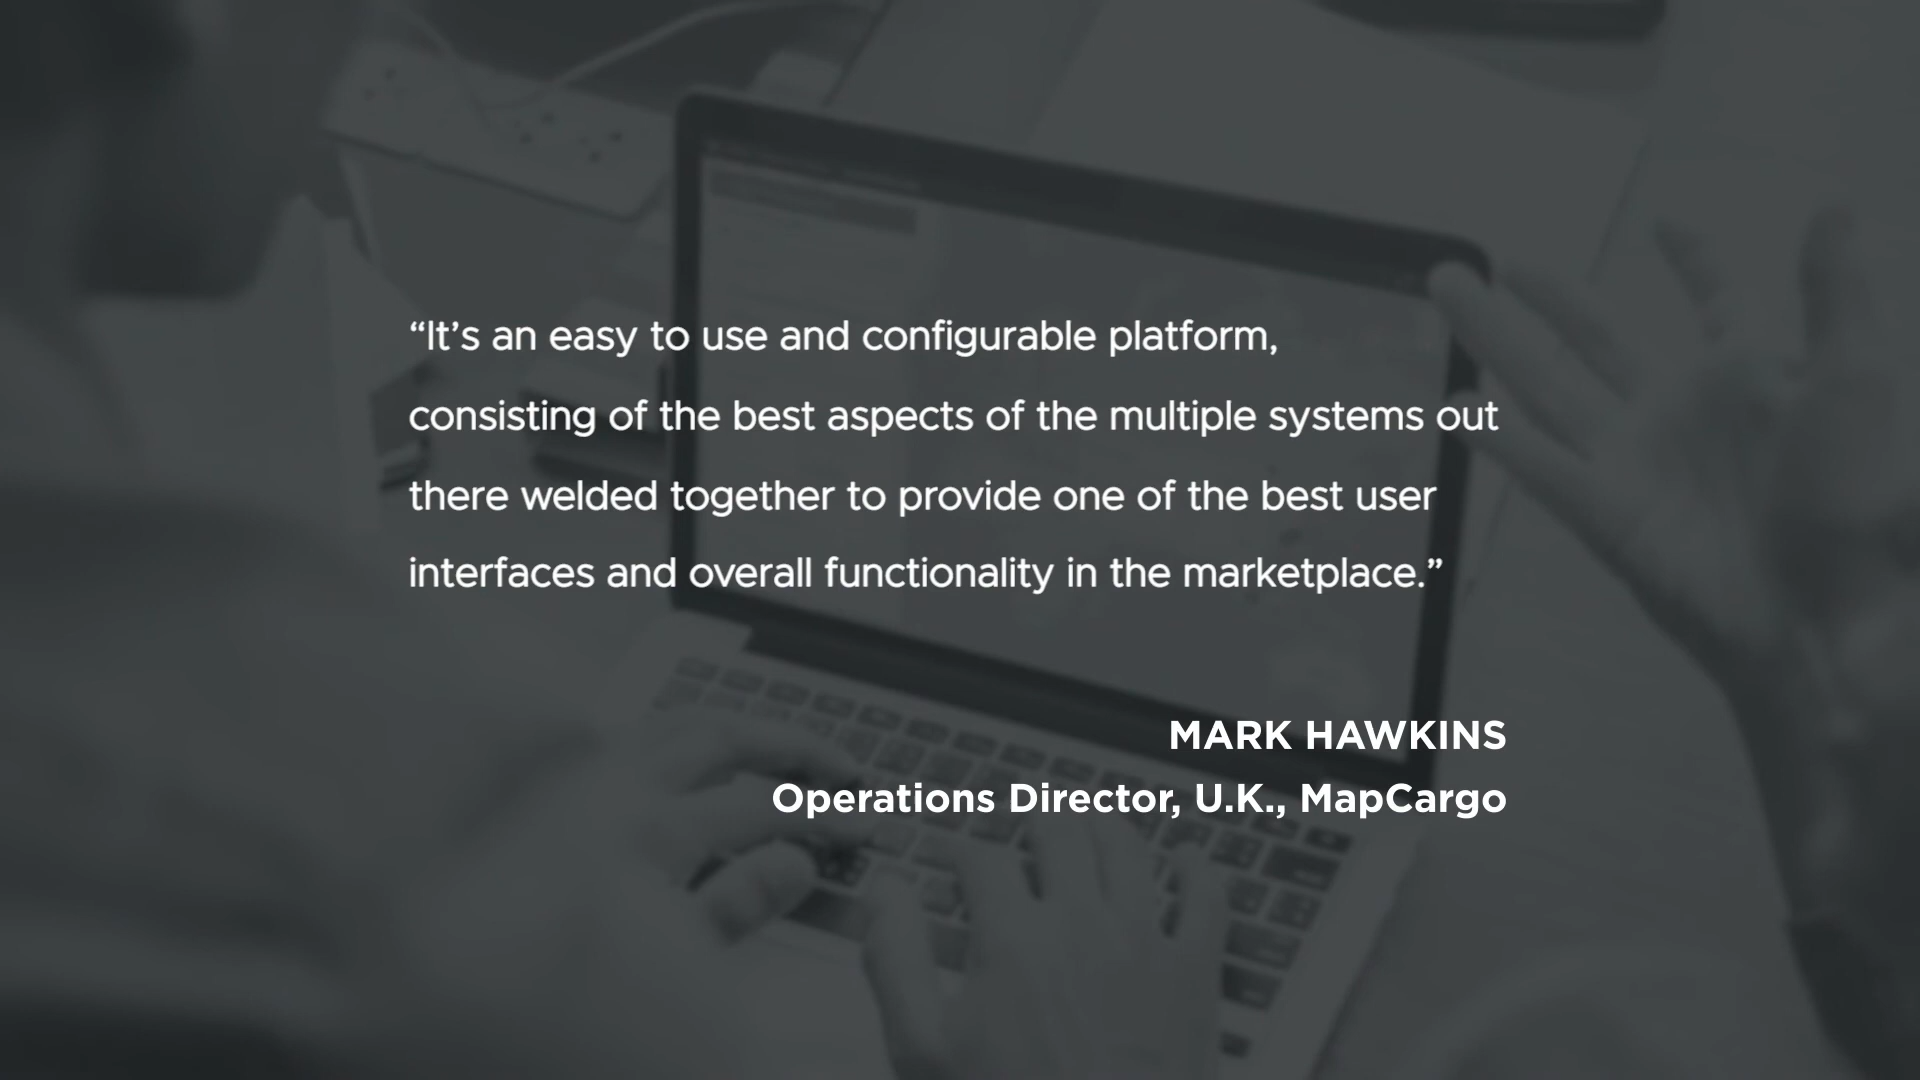 “It’s an easy to use and configurable platform,
consisting of the best aspects of the multiple systems out
there welded together to provide one of the best user
interfaces and overall functionality in the marketplace.”
MARK HAWKINS
Operations Director, U.K., MapCargo